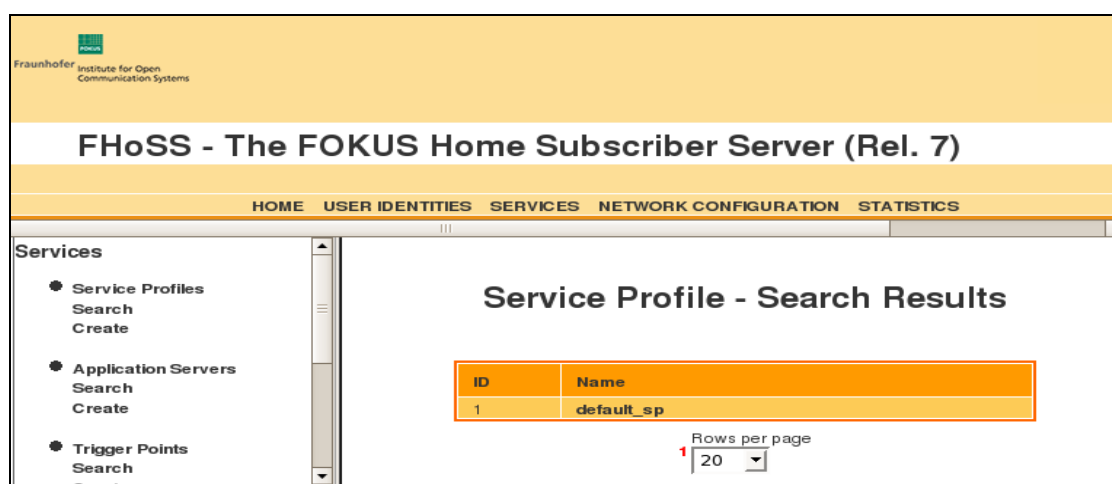 FOKUS
Fraunhofer Institute for Open
Communication Systems
FHoSS - The FOKUS Home Subscriber Server (Rel. 7)
HOME USER IDENTITIES SERVICES NETWORK CONFIGURATION STATISTICS
Services
Service Profiles
Search
Create
Application Servers
Search
Create
Trigger Points
Search
Service Profile - Search Results
ID Name
1 default_sp
Rows per page
1 20